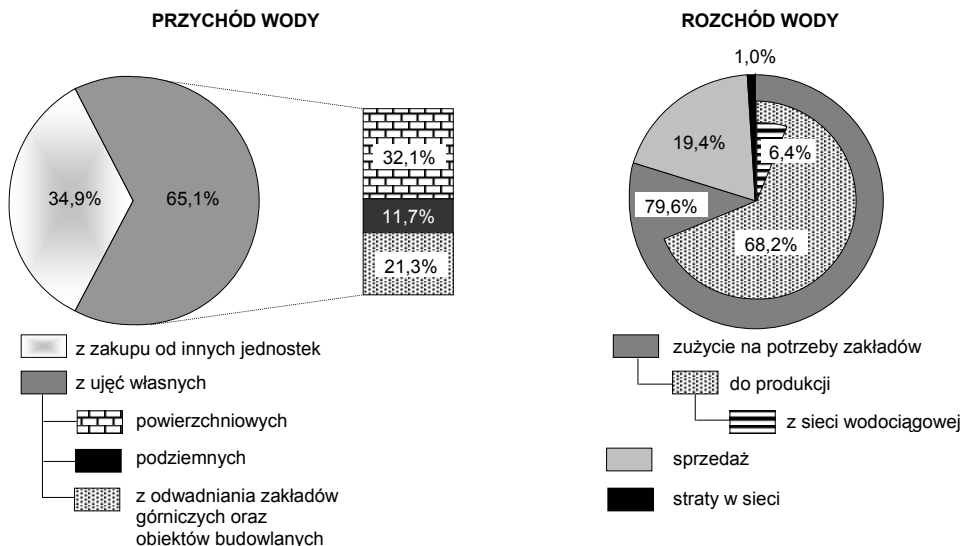 PRZYCHÓD WODY
34,9%
65,1%
32,1%
11,7%
21,3%
z zakupu od innych jednostek
z ujęć własnych
powierzchniowych
podziemnych
z odwadniania zakładów
górniczych oraz
obiektów budowlanych
ROZCHÓD WODY
1,0%
19,4%
6,4%
79,6%
68,2%
zużycie na potrzeby zakładów
do produkcji
z sieci wodociągowej
sprzedaż
straty w sieci